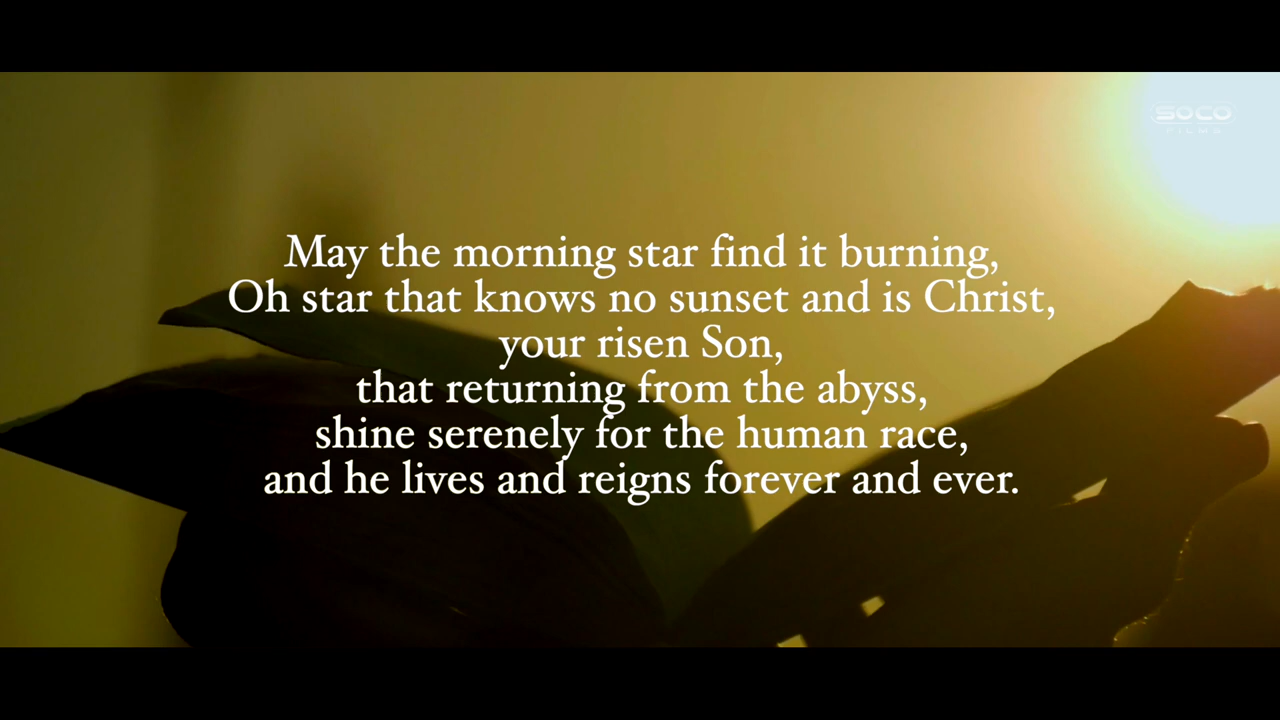 SOCO
FILMS
May the morning star find it burning,
Oh star that knows no sunset and is Christ,
your risen Son,
that returning from the abyss,
shine serenely for the human race,
and he lives and reigns forever and ever.